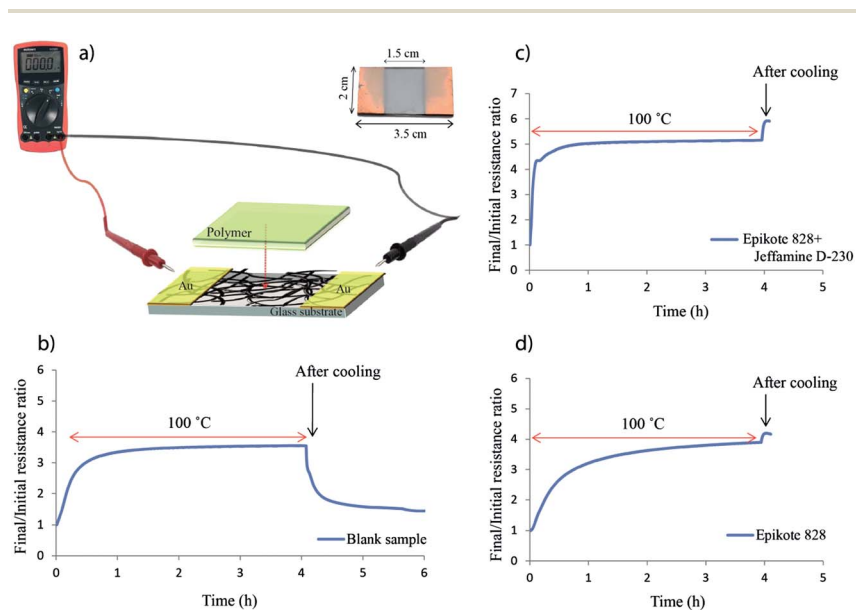 a)
000.0
1.5 cm
2 cm
3.5 cm
Polymer
Au
Au
Glass substrate
b)
Final/Initial resistance ratio
6
5
4
3
2
1
0
After cooling
100 ˚C
Blank sample
0
1
2
3
4
5
6
Time (h)
c)
Final/Initial resistance ratio
7
6
5
4
3
2
1
0
After cooling
100 ˚C
Epikote 828+
Jeffamine D-230
0
1
2
3
4
5
Time (h)
d)
Final/Initial resistance ratio
6
5
4
3
2
1
0
After cooling
100 ˚C
Epikote 828
0
1
2
3
4
5
Time (h)